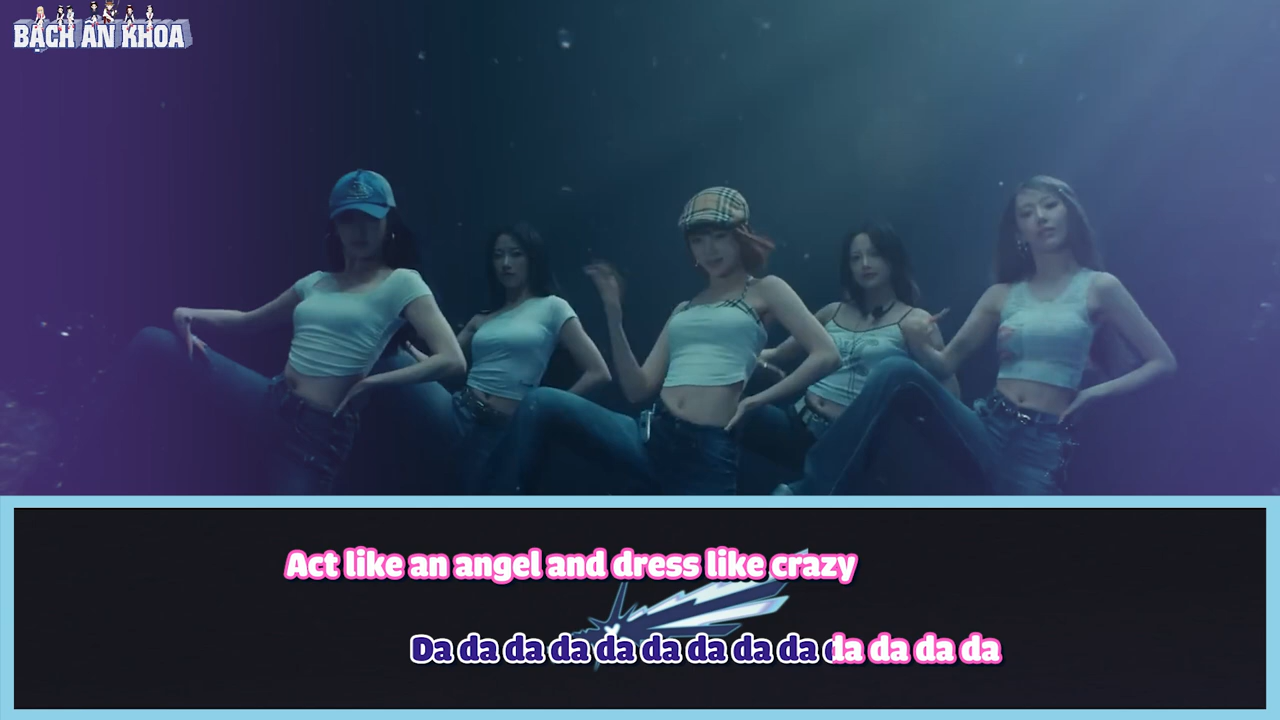 BẠCH ÂN KHOA
Act like an angel and dress like crazy
Da da da da da da da da da da da da da